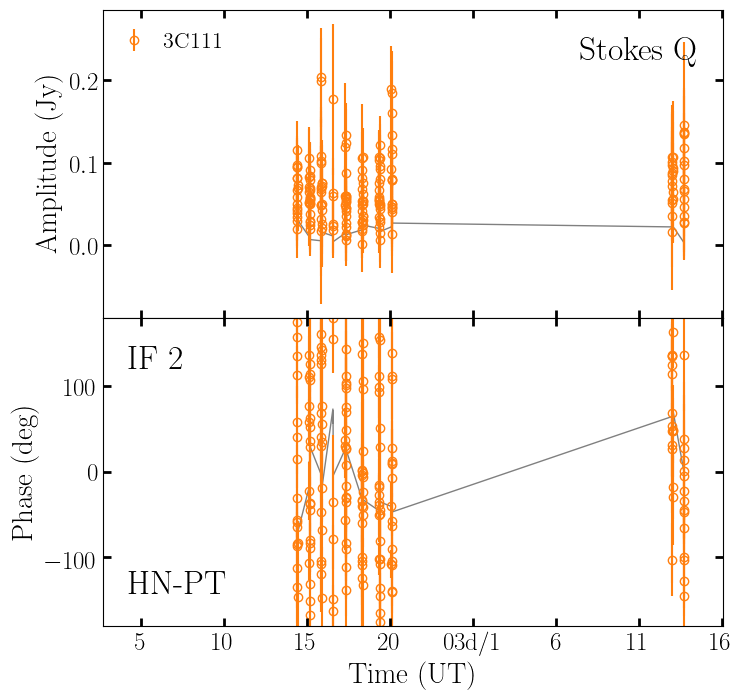 3C111
Stokes Q
Amplitude (Jy)
0.2
0.1
0.0
IF 2
HN-PT
Phase (deg)
100
0
−100
5 10 15 20 03d/1 6 11 16
Time (UT)